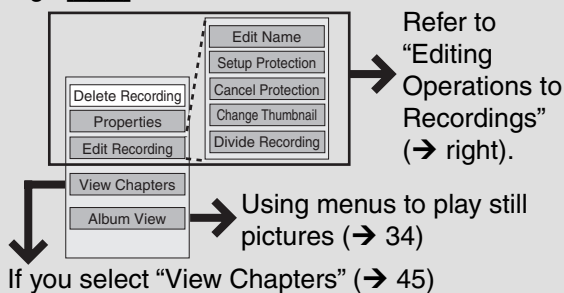 Delete Recording
Properties
Edit Recording
View Chapters
Album View
Edit Name
Setup Protection
Cancel Protection
Change Thumbnail
Divide Recording
Refer to
“Editing
Operations to
Recordings”
(➔ right).
Using menus to play still
pictures (➔ 34)
If you select “View Chapters” (➔ 45)